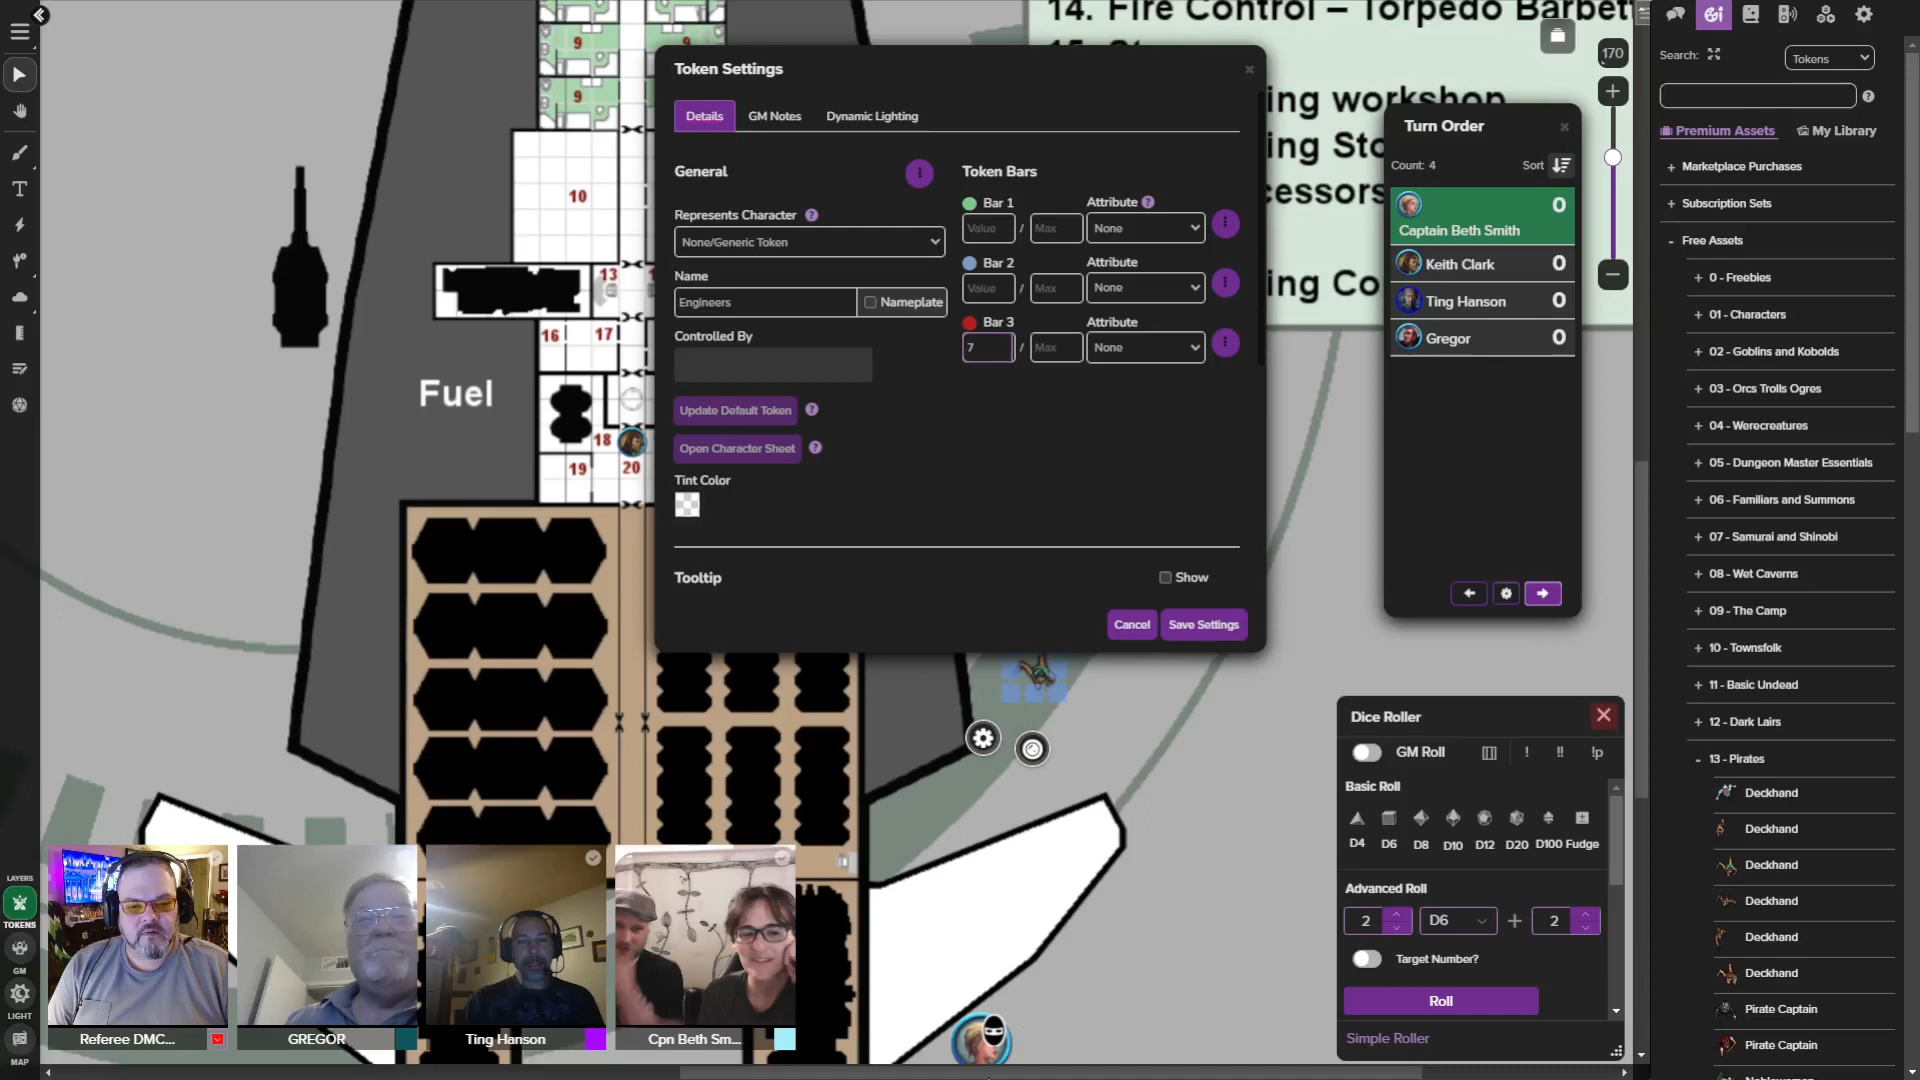 14. Fire Control – Torpedo Barbett
ing workshop
ing Sto
cessors
ing Co
9
9
9
10
13
16
17
18
19
20
Fuel
Token Settings
Details
GM Notes
Dynamic Lighting
General
Represents Character
None/Generic Token
Name
Engineers
Nameplate
Controlled By
Update Default Token
Open Character Sheet
Tint Color
Token Bars
Bar 1
Attribute
Value / Max
None
Bar 2
Attribute
Value / Max
None
Bar 3
Attribute
7 / Max
None
Tooltip
Show
Cancel
Save Settings
Turn Order
Count: 4
Sort
0
Captain Beth Smith
Keith Clark 0
Ting Hanson 0
Gregor 0
170
Search:
Tokens
Premium Assets
My Library
+ Marketplace Purchases
+ Subscription Sets
- Free Assets
+ 0 - Freebies
+ 01 - Characters
+ 02 - Goblins and Kobolds
+ 03 - Orcs Trolls Ogres
+ 04 - Werecreatures
+ 05 - Dungeon Master Essentials
+ 06 - Familiars and Summons
+ 07 - Samurai and Shinobi
+ 08 - Wet Caverns
+ 09 - The Camp
+ 10 - Townsfolk
+ 11 - Basic Undead
+ 12 - Dark Lairs
- 13 - Pirates
Deckhand
Deckhand
Deckhand
Deckhand
Deckhand
Deckhand
Pirate Captain
Pirate Captain
Dice Roller
GM Roll
! !! !p
Basic Roll
D4 D6 D8 D10 D12 D20 D100 Fudge
Advanced Roll
2 D6 + 2
Target Number?
Roll
Simple Roller
LAYERS
TOKENS
GM
LIGHT
MAP
Referee DMC...
GREGOR
Ting Hanson
Cpn Beth Sm...